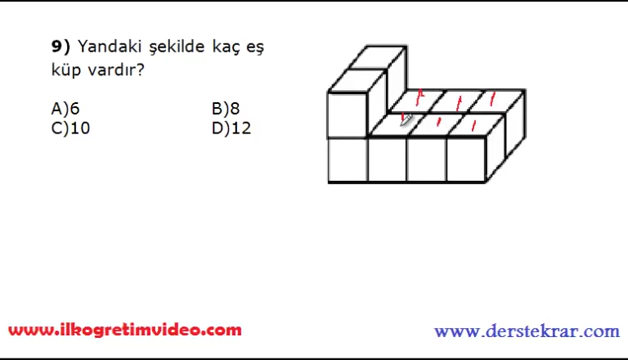 9) Yandaki şekilde kaç eş
küp vardır?
A)6 B)8
C)10 D)12
www.ilkogretimvideo.com
www.derstekrar.com